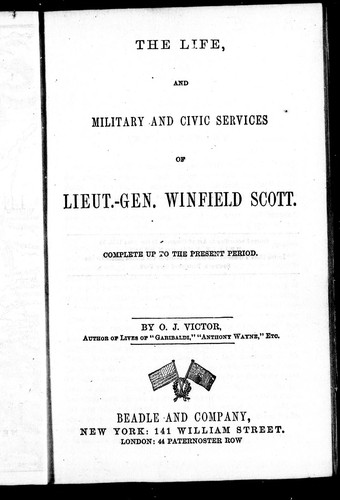 THE LIFE,
AND
MILITARY AND CIVIC SERVICES
OF
LIEUT.-GEN. WINFIELD SCOTT.
COMPLETE UP TO THE PRESENT PERIOD.
BY O. J. VICTOR,
AUTHOR OF LIVES OF "GARIBALDI," "ANTHONY WAYNE," ETC.
BEADLE AND COMPANY,
NEW YORK: 141 WILLIAM STREET.
LONDON: 44 PATERNOSTER ROW